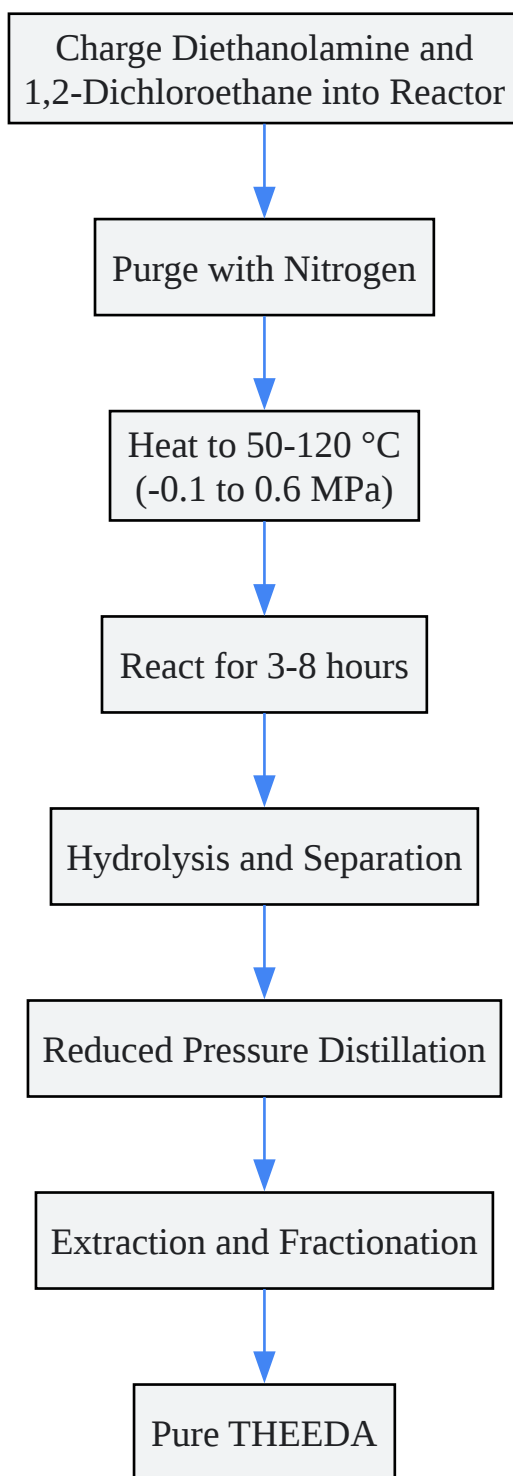 Charge Diethanolamine and
1,2-Dichloroethane into Reactor
Purge with Nitrogen
Heat to 50-120 °C
(-0.1 to 0.6 MPa)
React for 3-8 hours
Hydrolysis and Separation
Reduced Pressure Distillation
Extraction and Fractionation
Pure THEEDA